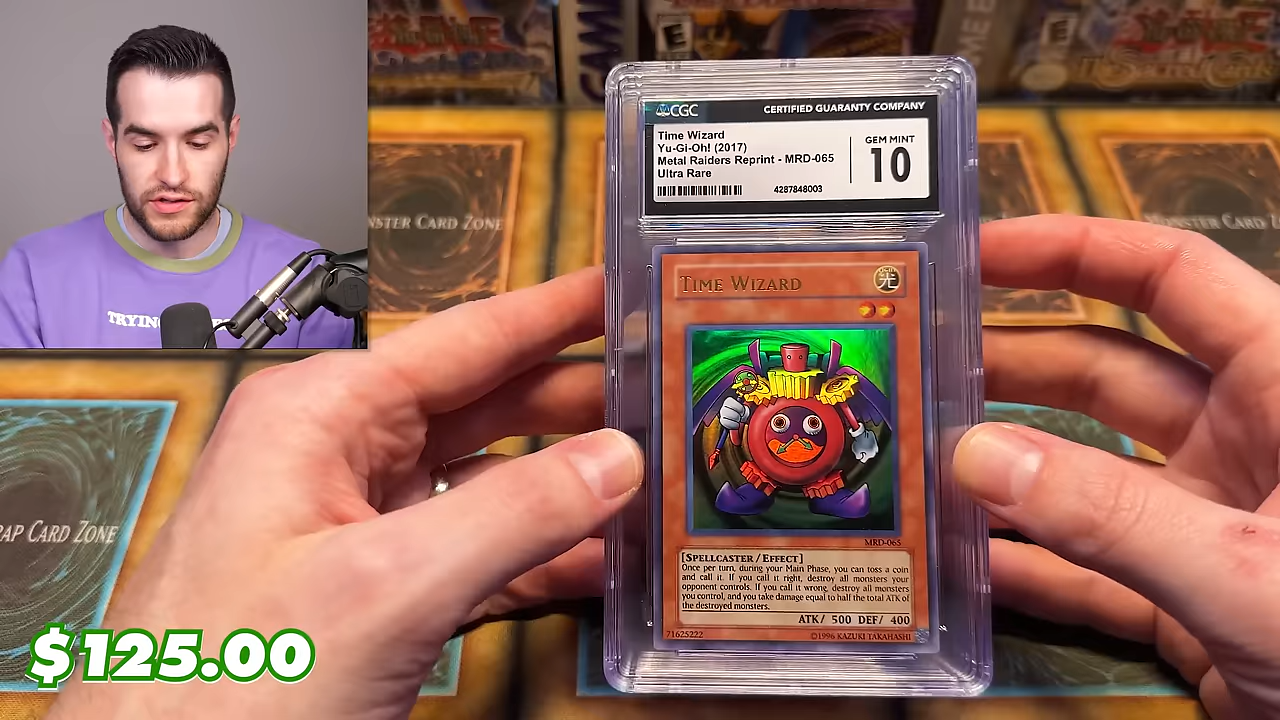 CGC
CERTIFIED GUARANTY COMPANY
Time Wizard
Yu-Gi-Oh! (2017)
Metal Raiders Reprint - MRD-065
Ultra Rare
GEM MINT
10
4287848003
TIME WIZARD
光
MRD-065
[SPELLCASTER/EFFECT]
Once per turn, during your Main Phase, you can toss a coin
and call it. If you call it right, destroy all monsters your
opponent controls. If you call it wrong, destroy all monsters
you control, and you take damage equal to half the total ATK of
the destroyed monsters.
ATK/ 500 DEF/ 400
71625222
©1996 KAZUKI TAKAHASHI
TRYING
MONSTER CARD ZONE
RAP CARD ZONE
$125.00
E
E